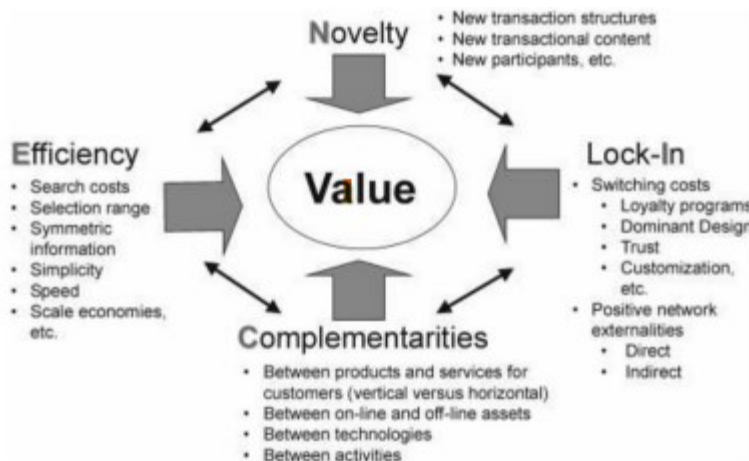 Novelty
• New transaction structures
• New transactional content
• New participants, etc.
Efficiency
• Search costs
• Selection range
• Symmetric
information
• Simplicity
• Speed
• Scale economies,
etc.
Value
Lock-In
• Switching costs
• Loyalty programs
• Dominant Design
• Trust
• Customization,
etc.
• Positive network
externalities
• Direct
• Indirect
Complementarities
• Between products and services for
customers (vertical versus horizontal)
• Between on-line and off-line assets
• Between technologies
• Between activities